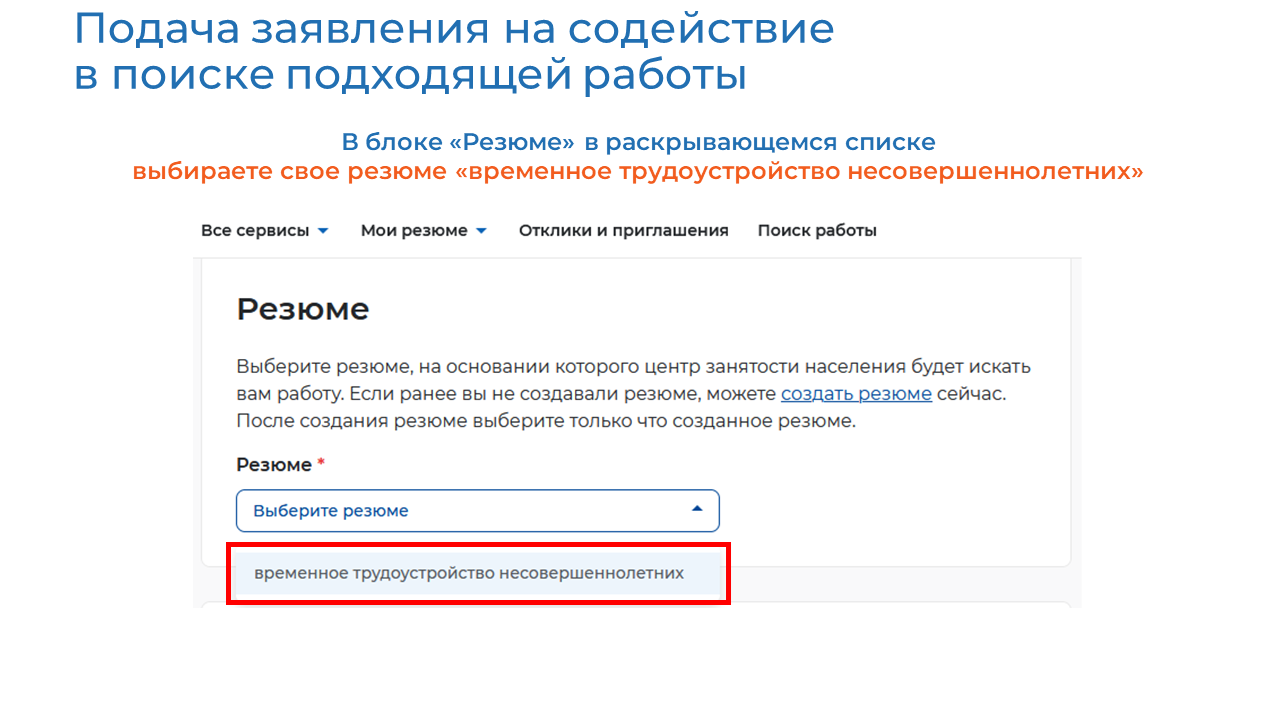 Подача заявления на содействие
в поиске подходящей работы
В блоке «Резюме» в раскрывающемся списке
выбираете свое резюме «временное трудоустройство несовершеннолетних»
Все сервисы Мои резюме Отклики и приглашения Поиск работы
Резюме
Выберите резюме, на основании которого центр занятости населения будет искать
вам работу. Если ранее вы не создавали резюме, можете создать резюме сейчас.
После создания резюме выберите только что созданное резюме.
Резюме *
Выберите резюме
временное трудоустройство несовершеннолетних